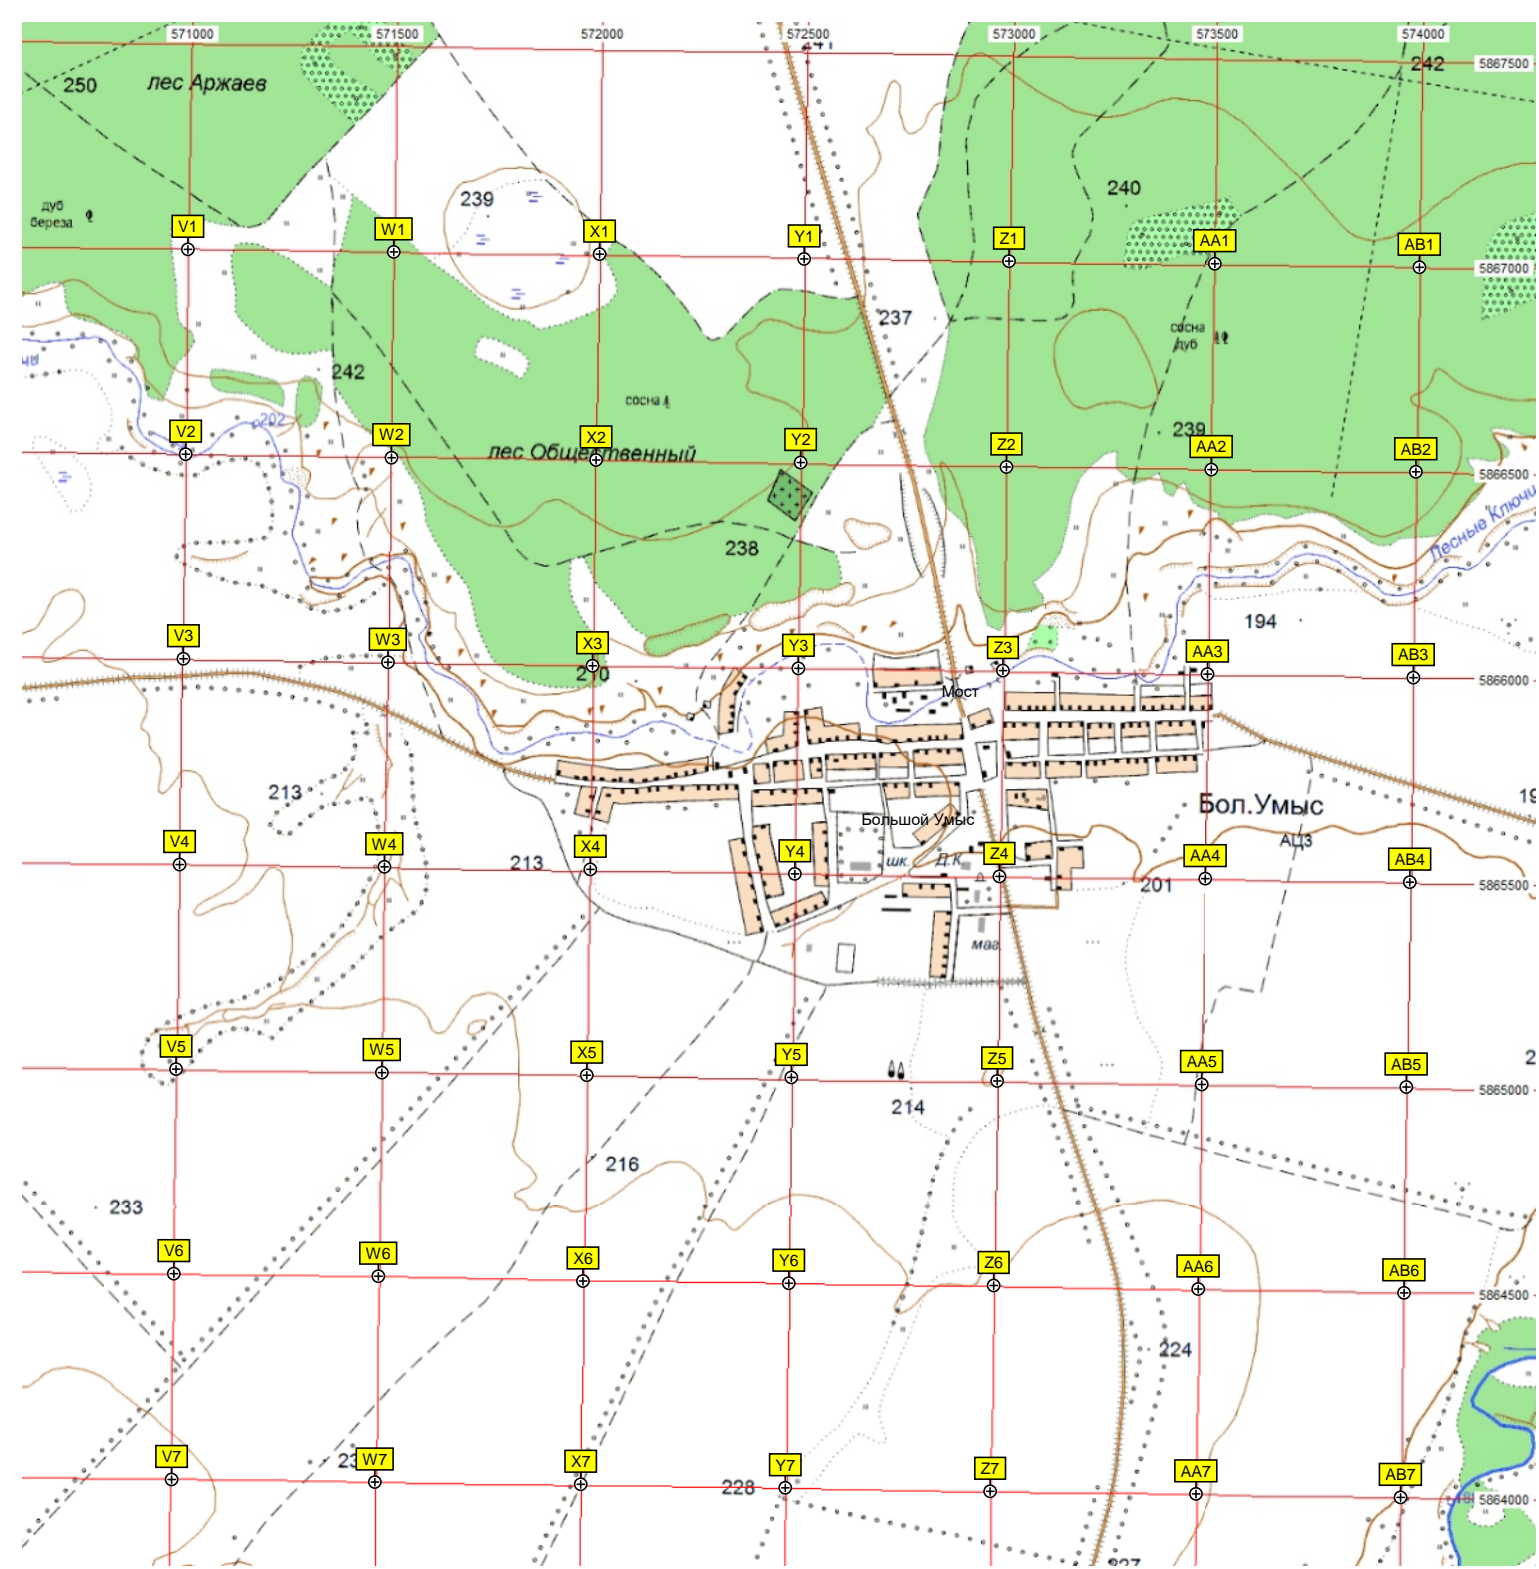 571000 571500 572000 572500 573000 573500 574000
242
5867500
250 лес Аржаев
239
240
дуб
береза
V1 W1 X1 Y1 Z1 AA1 AB1
5867000
237
сосна
дуб
242
сосна
202
239
V2 W2 X2 Y2 Z2 AA2 AB2
лес Общественный
5866500
Лесные Ключи
238
194
V3 W3 X3 Y3 Z3 AA3 AB3
210
5866000
Мост
213
Бол.Умыс
Большой Умыс
АЦЗ
V4 W4 X4 Y4 Z4 AA4 AB4
213
шк. Д.К.
201
5865500
маг.
V5 W5 X5 Y5 Z5 AA5 AB5
5865000
214
216
233
V6 W6 X6 Y6 Z6 AA6 AB6
5864500
224
V7 W7 X7 Y7 Z7 AA7 AB7
228
5864000